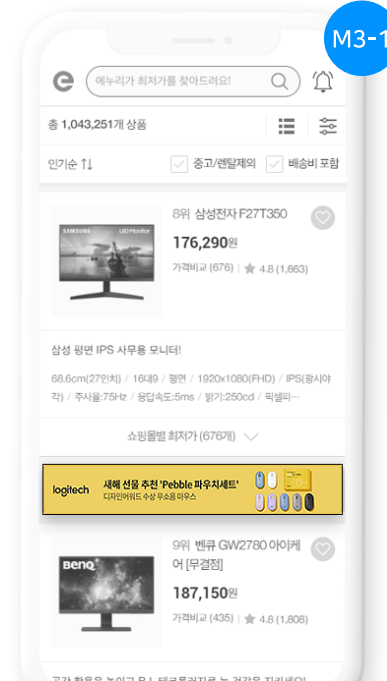 M3-1
e
에누리가 최저가를 찾아드려요!
총 1,043,251개 상품
인기순 ↑↓
중고/렌탈제외
배송비 포함
SAMSUNG LED Monitor
8위 삼성전자 F27T350
176,290원
가격비교 (676) | ★ 4.8 (1,663)
삼성 평면 IPS 사무용 모니터!
68.6cm(27인치) / 16대9 / 평면 / 1920x1080(FHD) / IPS(광시야
각) / 주사율:75Hz / 응답속도:5ms / 밝기:250cd / 픽셀피…
쇼핑몰별 최저가 (676개)
logitech
새해 선물 추천 'Pebble 파우치세트'
디자인어워드 수상 무소음 마우스
BenQ
9위 벤큐 GW2780 아이케
어 [무결점]
187,150원
가격비교 (435) | ★ 4.8 (1,808)